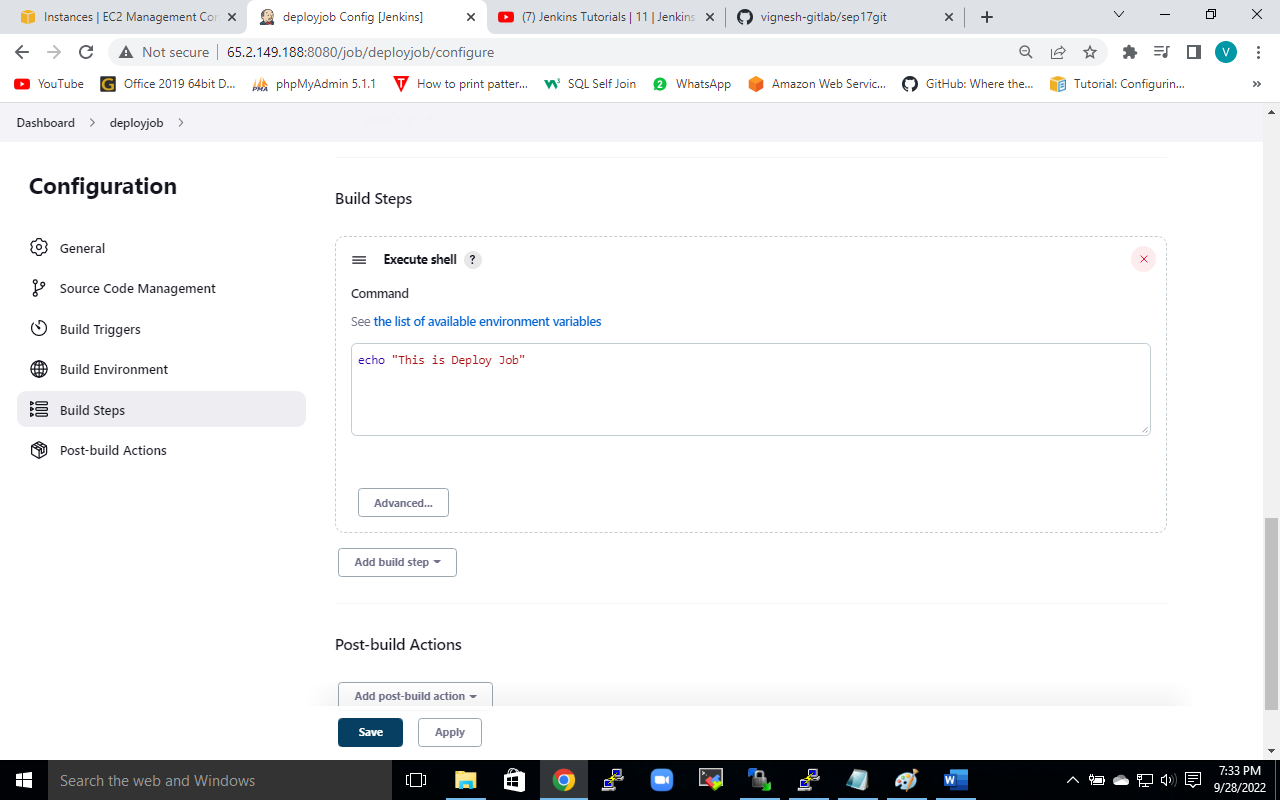 Instances | EC2 Management Con
deployjob Config [Jenkins]
(7) Jenkins Tutorials | 11 | Jenkins
vignesh-gitlab/sep17git
Not secure
65.2.149.188:8080/job/deployjob/configure
V
YouTube
Office 2019 64bit D...
phpMyAdmin 5.1.1
How to print patter...
SQL Self Join
2 WhatsApp
Amazon Web Servic...
GitHub: Where the...
Tutorial: Configurin...
»
Dashboard
deployjob
Configuration
General
Source Code Management
Build Triggers
Build Environment
Build Steps
Post-build Actions
Build Steps
Execute shell ?
Command
See the list of available environment variables
echo "This is Deploy Job"
Advanced...
Add build step
Post-build Actions
Add post-build action
Save
Apply
Search the web and Windows
7:33 PM
9/28/2022